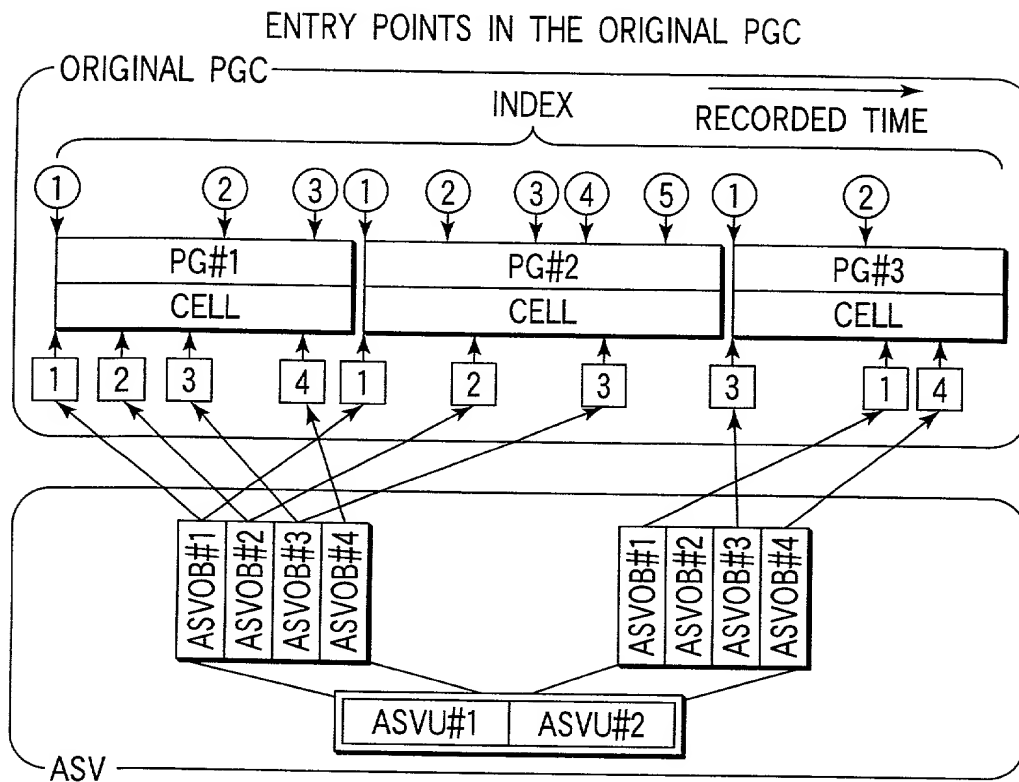 ENTRY POINTS IN THE ORIGINAL PGC
ORIGINAL PGC
INDEX
RECORDED TIME
1 2 3 1 2 3 4 5 1 2
PG#1 PG#2 PG#3
CELL CELL CELL
1 2 3 4 1 2 3 3 1 4
ASVOB#1
ASVOB#2
ASVOB#3
ASVOB#4
ASVOB#1
ASVOB#2
ASVOB#3
ASVOB#4
ASVU#1 ASVU#2
ASV